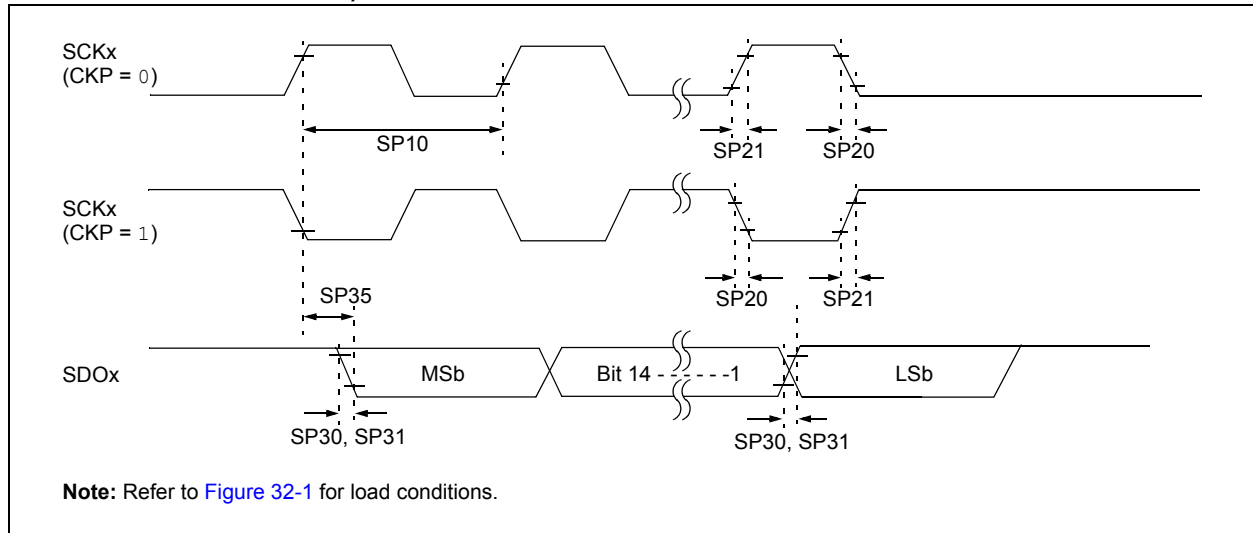 SCKx
(CKP = 0)
SP10
SP21
SP20
SCKx
(CKP = 1)
SP35
SP20
SP21
SDOx
MSb
Bit 14 - - - - - -1
LSb
SP30, SP31
SP30, SP31
Note: Refer to Figure 32-1 for load conditions.